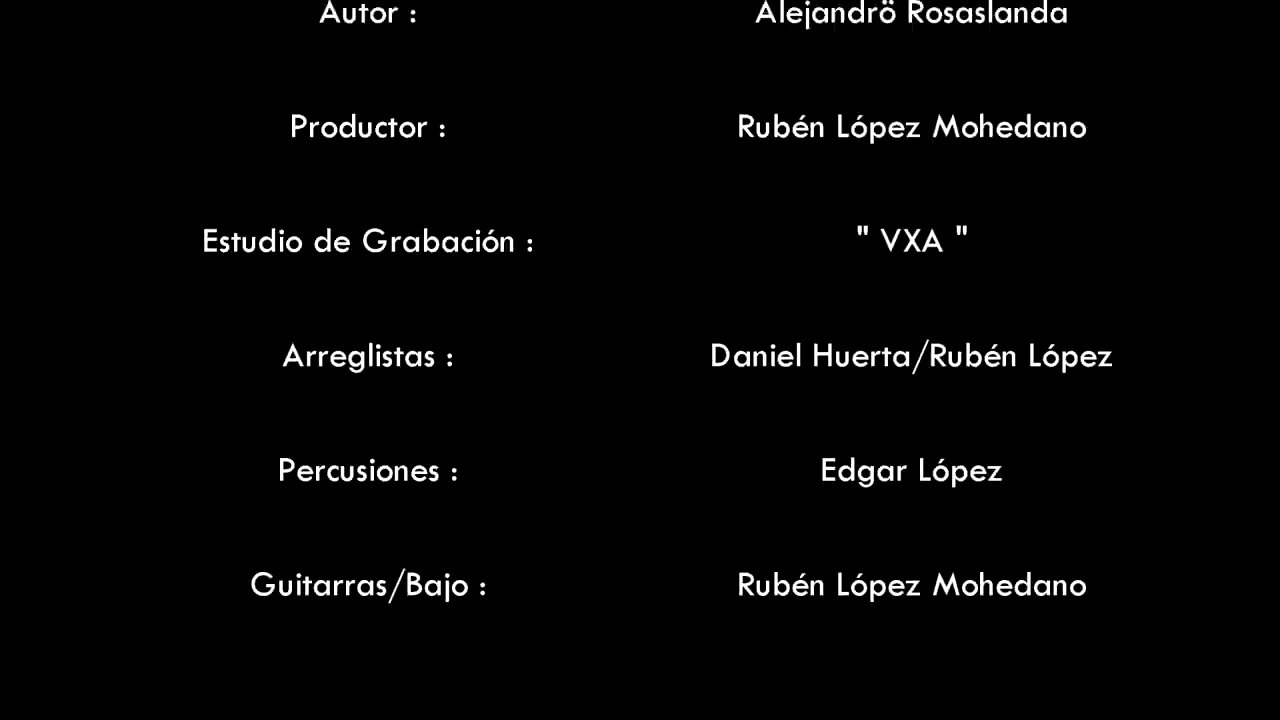 Autor : Alejandrö Rosaslanda
Productor : Rubén López Mohedano
Estudio de Grabación : " VXA "
Arreglistas : Daniel Huerta/Rubén López
Percusiones : Edgar López
Guitarras/Bajo : Rubén López Mohedano